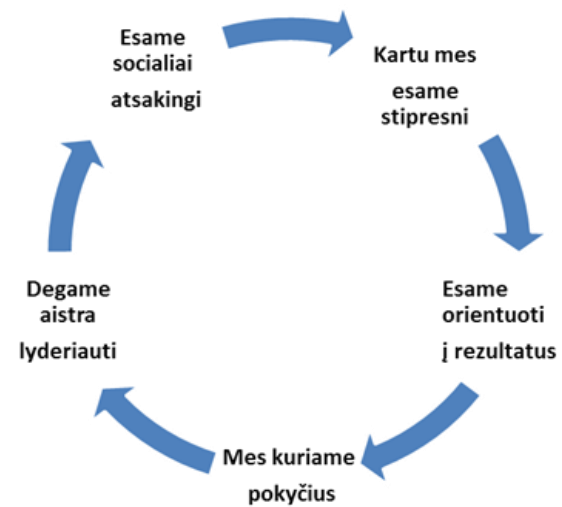 Esame
socialiai
atsakingi
Kartu mes
esame
stipresni
Esame
orientuoti
į rezultatus
Mes kuriame
pokyčius
Degame
aistra
lyderiauti